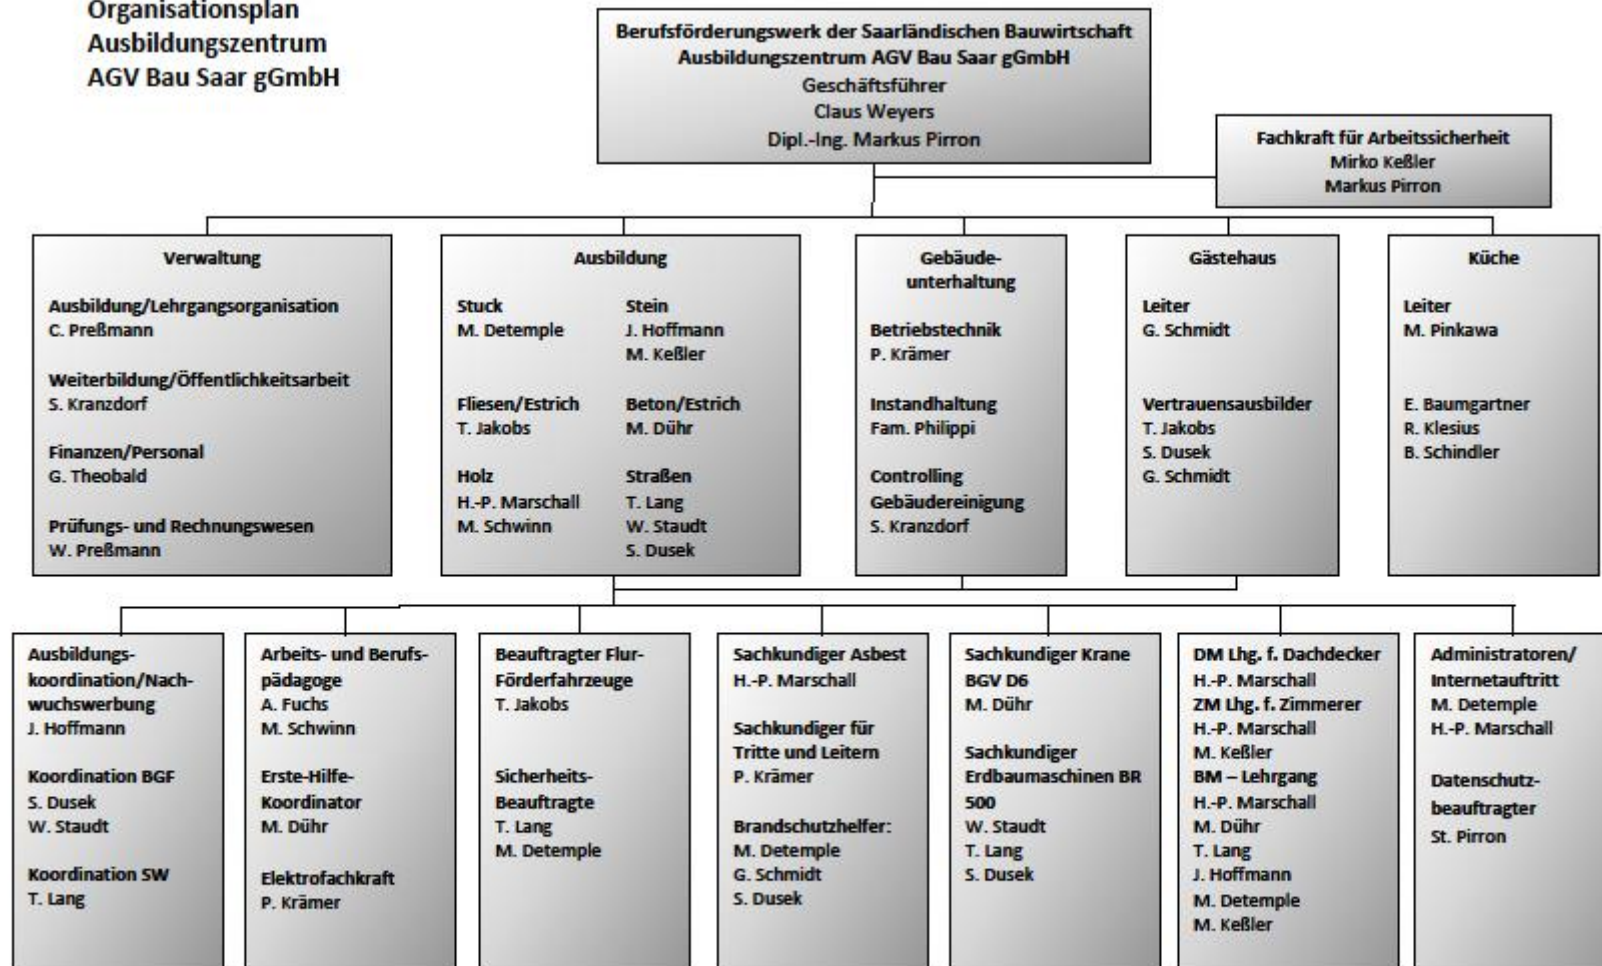 Organisationsplan
Ausbildungszentrum
AGV Bau Saar gGmbH
Berufsförderungswerk der Saarländischen Bauwirtschaft
Ausbildungszentrum AGV Bau Saar gGmbH
Geschäftsführer
Claus Weyers
Dipl.-Ing. Markus Pirron
Fachkraft für Arbeitssicherheit
Mirko Keßler
Markus Pirron
Verwaltung
Ausbildung/Lehrgangsorganisation
C. Preßmann
Weiterbildung/Öffentlichkeitsarbeit
S. Kranzdorf
Finanzen/Personal
G. Theobald
Prüfungs- und Rechnungswesen
W. Preßmann
Ausbildung
Stuck
M. Detemple
Stein
J. Hoffmann
M. Keßler
Fliesen/Estrich
T. Jakobs
Beton/Estrich
M. Dühr
Holz
H.-P. Marschall
M. Schwinn
Straßen
T. Lang
W. Staudt
S. Dusek
Gebäude-
unterhaltung
Betriebstechnik
P. Krämer
Instandhaltung
Fam. Philippi
Controlling
Gebäudereinigung
S. Kranzdorf
Gästehaus
Leiter
G. Schmidt
Vertrauensausbilder
T. Jakobs
S. Dusek
G. Schmidt
Küche
Leiter
M. Pinkawa
E. Baumgartner
R. Klesius
B. Schindler
Ausbildungs-
koordination/Nach-
wuchswerbung
J. Hoffmann
Koordination BGF
S. Dusek
W. Staudt
Koordination SW
T. Lang
Arbeits- und Berufs-
pädagoge
A. Fuchs
M. Schwinn
Erste-Hilfe-
Koordinator
M. Dühr
Elektrofachkraft
P. Krämer
Beauftragter Flur-
Förderfahrzeuge
T. Jakobs
Sicherheits-
Beauftragte
T. Lang
M. Detemple
Sachkundiger Asbest
H.-P. Marschall
Sachkundiger für
Tritte und Leitern
P. Krämer
Brandschutzhelfer:
M. Detemple
G. Schmidt
S. Dusek
Sachkundiger Krane
BGV D6
M. Dühr
Sachkundiger
Erdbaumaschinen BR
500
W. Staudt
T. Lang
S. Dusek
DM Lhg. f. Dachdecker
H.-P. Marschall
ZM Lhg. f. Zimmerer
H.-P. Marschall
M. Keßler
BM – Lehrgang
H.-P. Marschall
M. Dühr
T. Lang
J. Hoffmann
M. Detemple
M. Keßler
Administratoren/
Internetauftritt
M. Detemple
H.-P. Marschall
Datenschutz-
beauftragter
St. Pirron